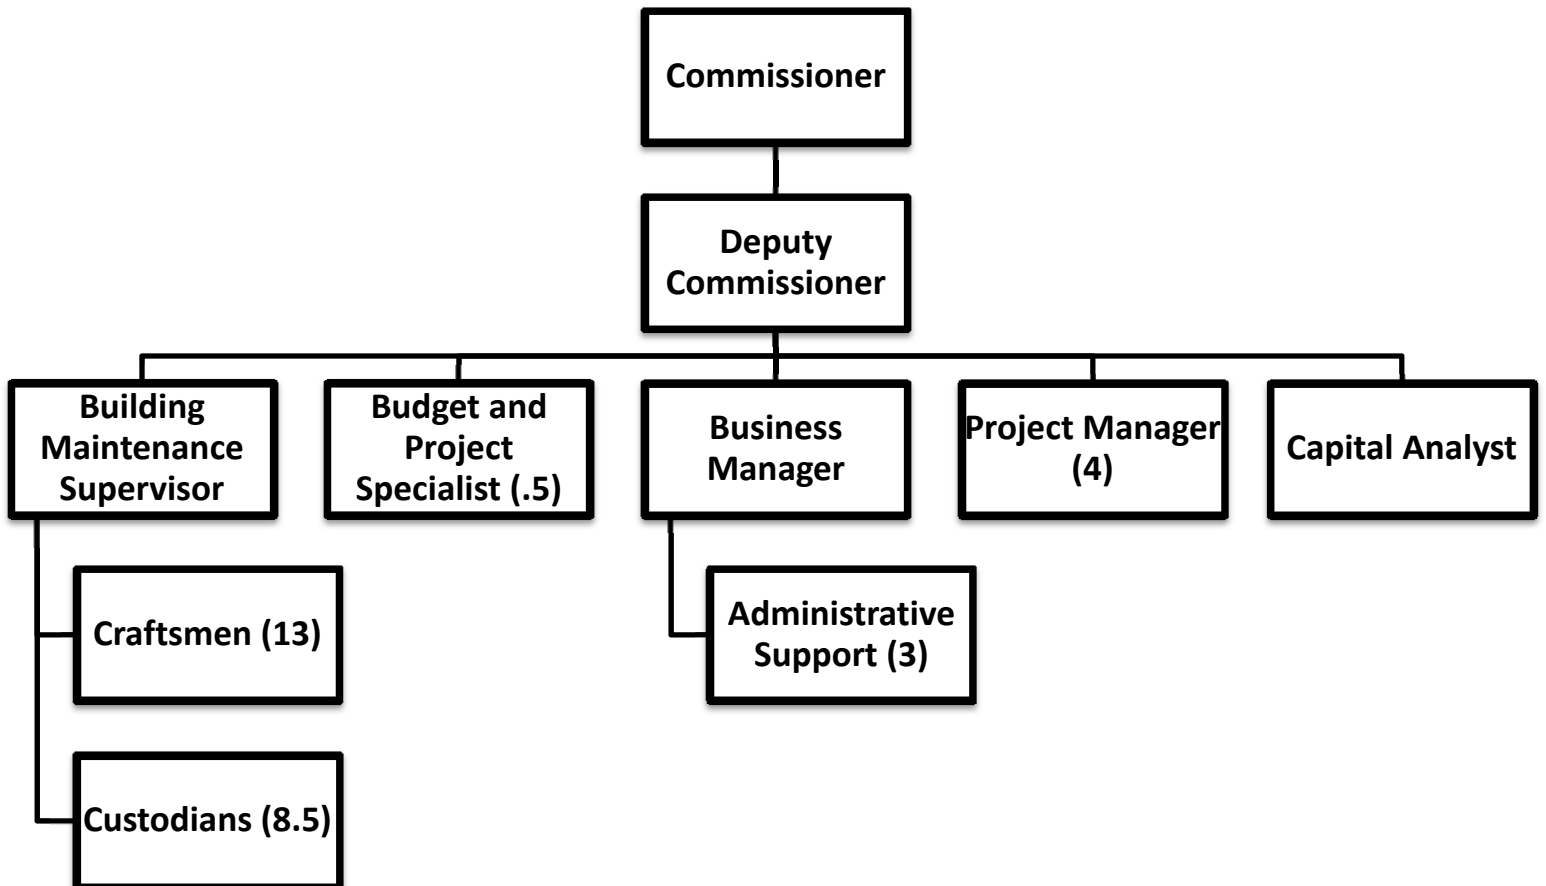 Commissioner
Deputy
Commissioner
Building
Maintenance
Supervisor
Budget and
Project
Specialist (.5)
Business
Manager
Project Manager
(4)
Capital Analyst
Craftsmen (13)
Administrative
Support (3)
Custodians (8.5)